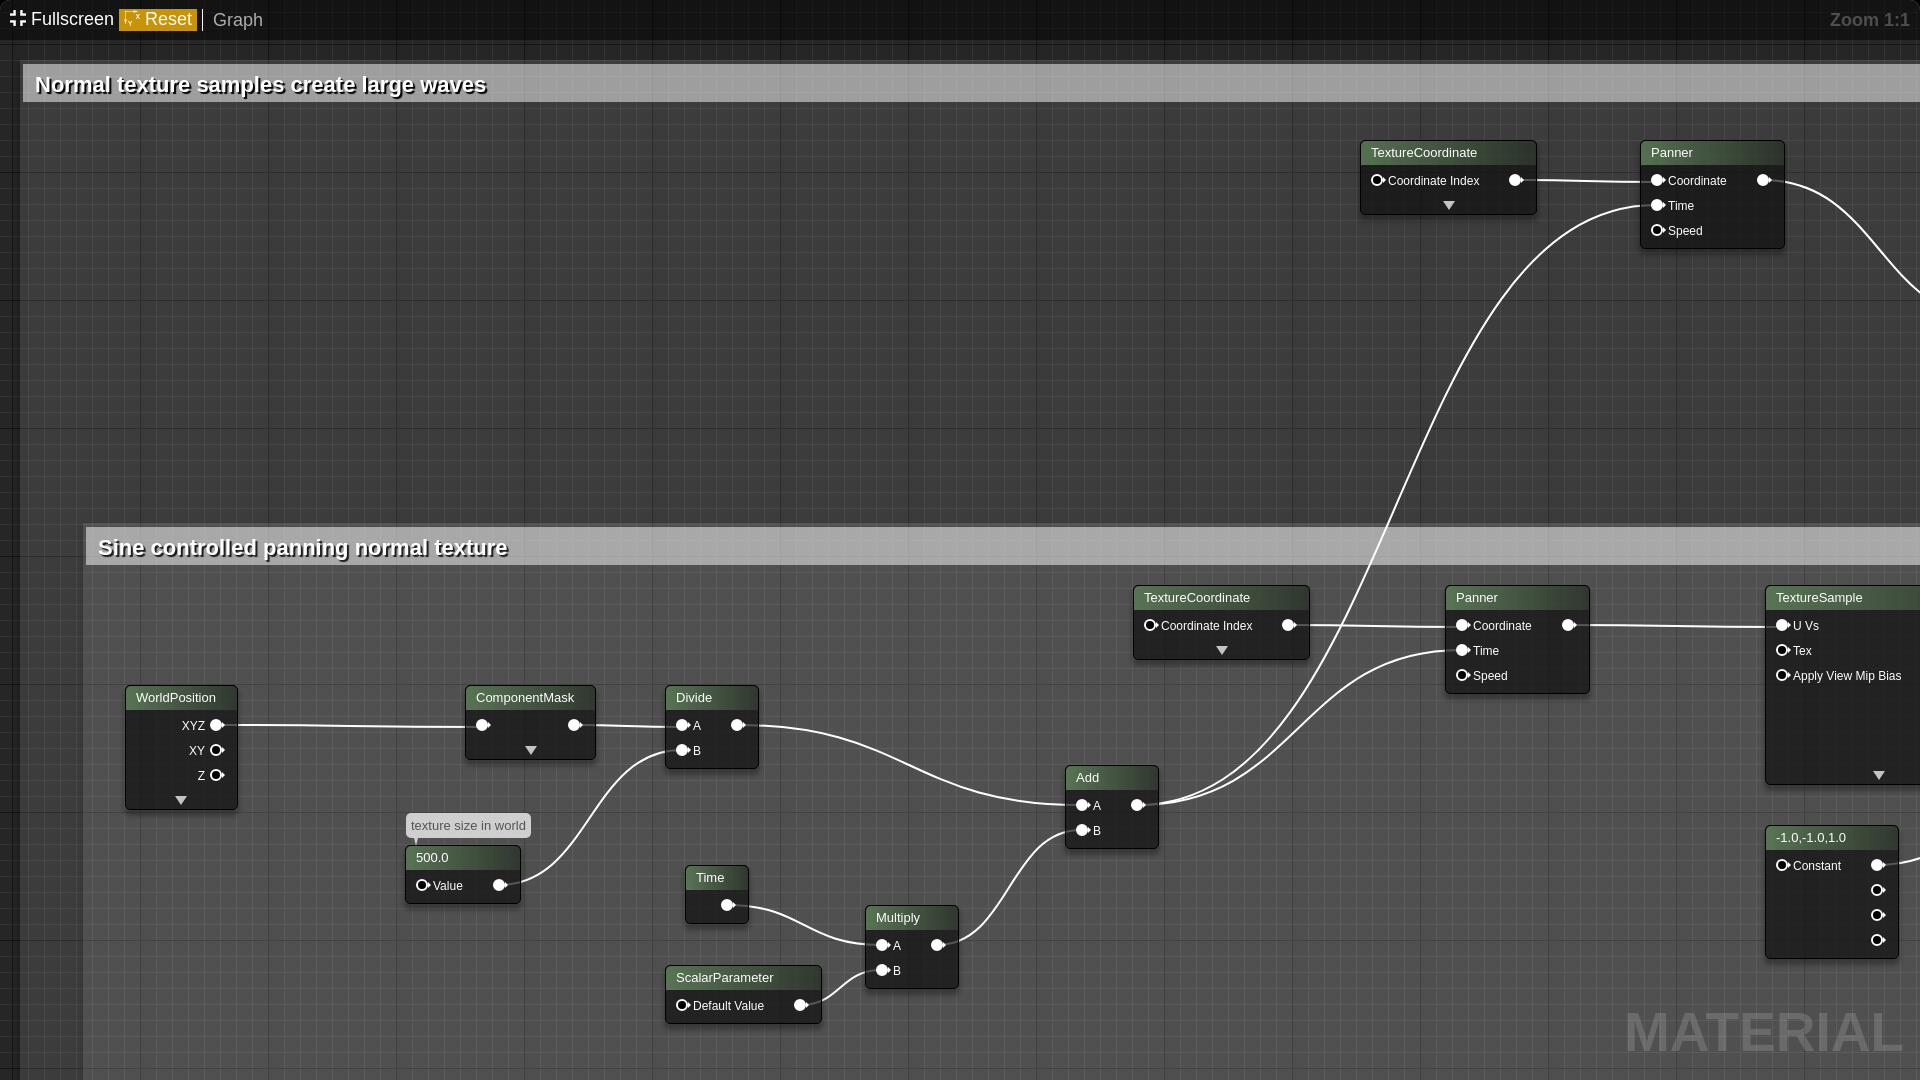 Fullscreen Reset Graph Zoom 1:1
Normal texture samples create large waves
TextureCoordinate
Coordinate Index
Panner
Coordinate
Time
Speed
Sine controlled panning normal texture
TextureCoordinate
Coordinate Index
Panner
Coordinate
Time
Speed
TextureSample
U Vs
Tex
Apply View Mip Bias
WorldPosition
XYZ
XY
Z
ComponentMask
Divide
A
B
texture size in world
500.0
Value
Add
A
B
Time
Multiply
A
B
ScalarParameter
Default Value
-1.0,-1.0,1.0
Constant
MATERIAL